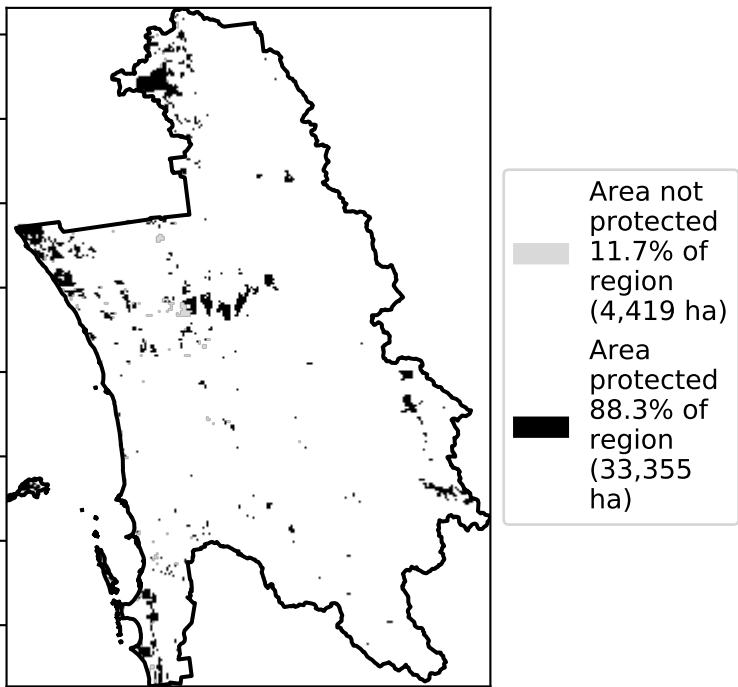 Area not
protected
11.7% of
region
(4,419 ha)
Area
protected
88.3% of
region
(33,355
ha)